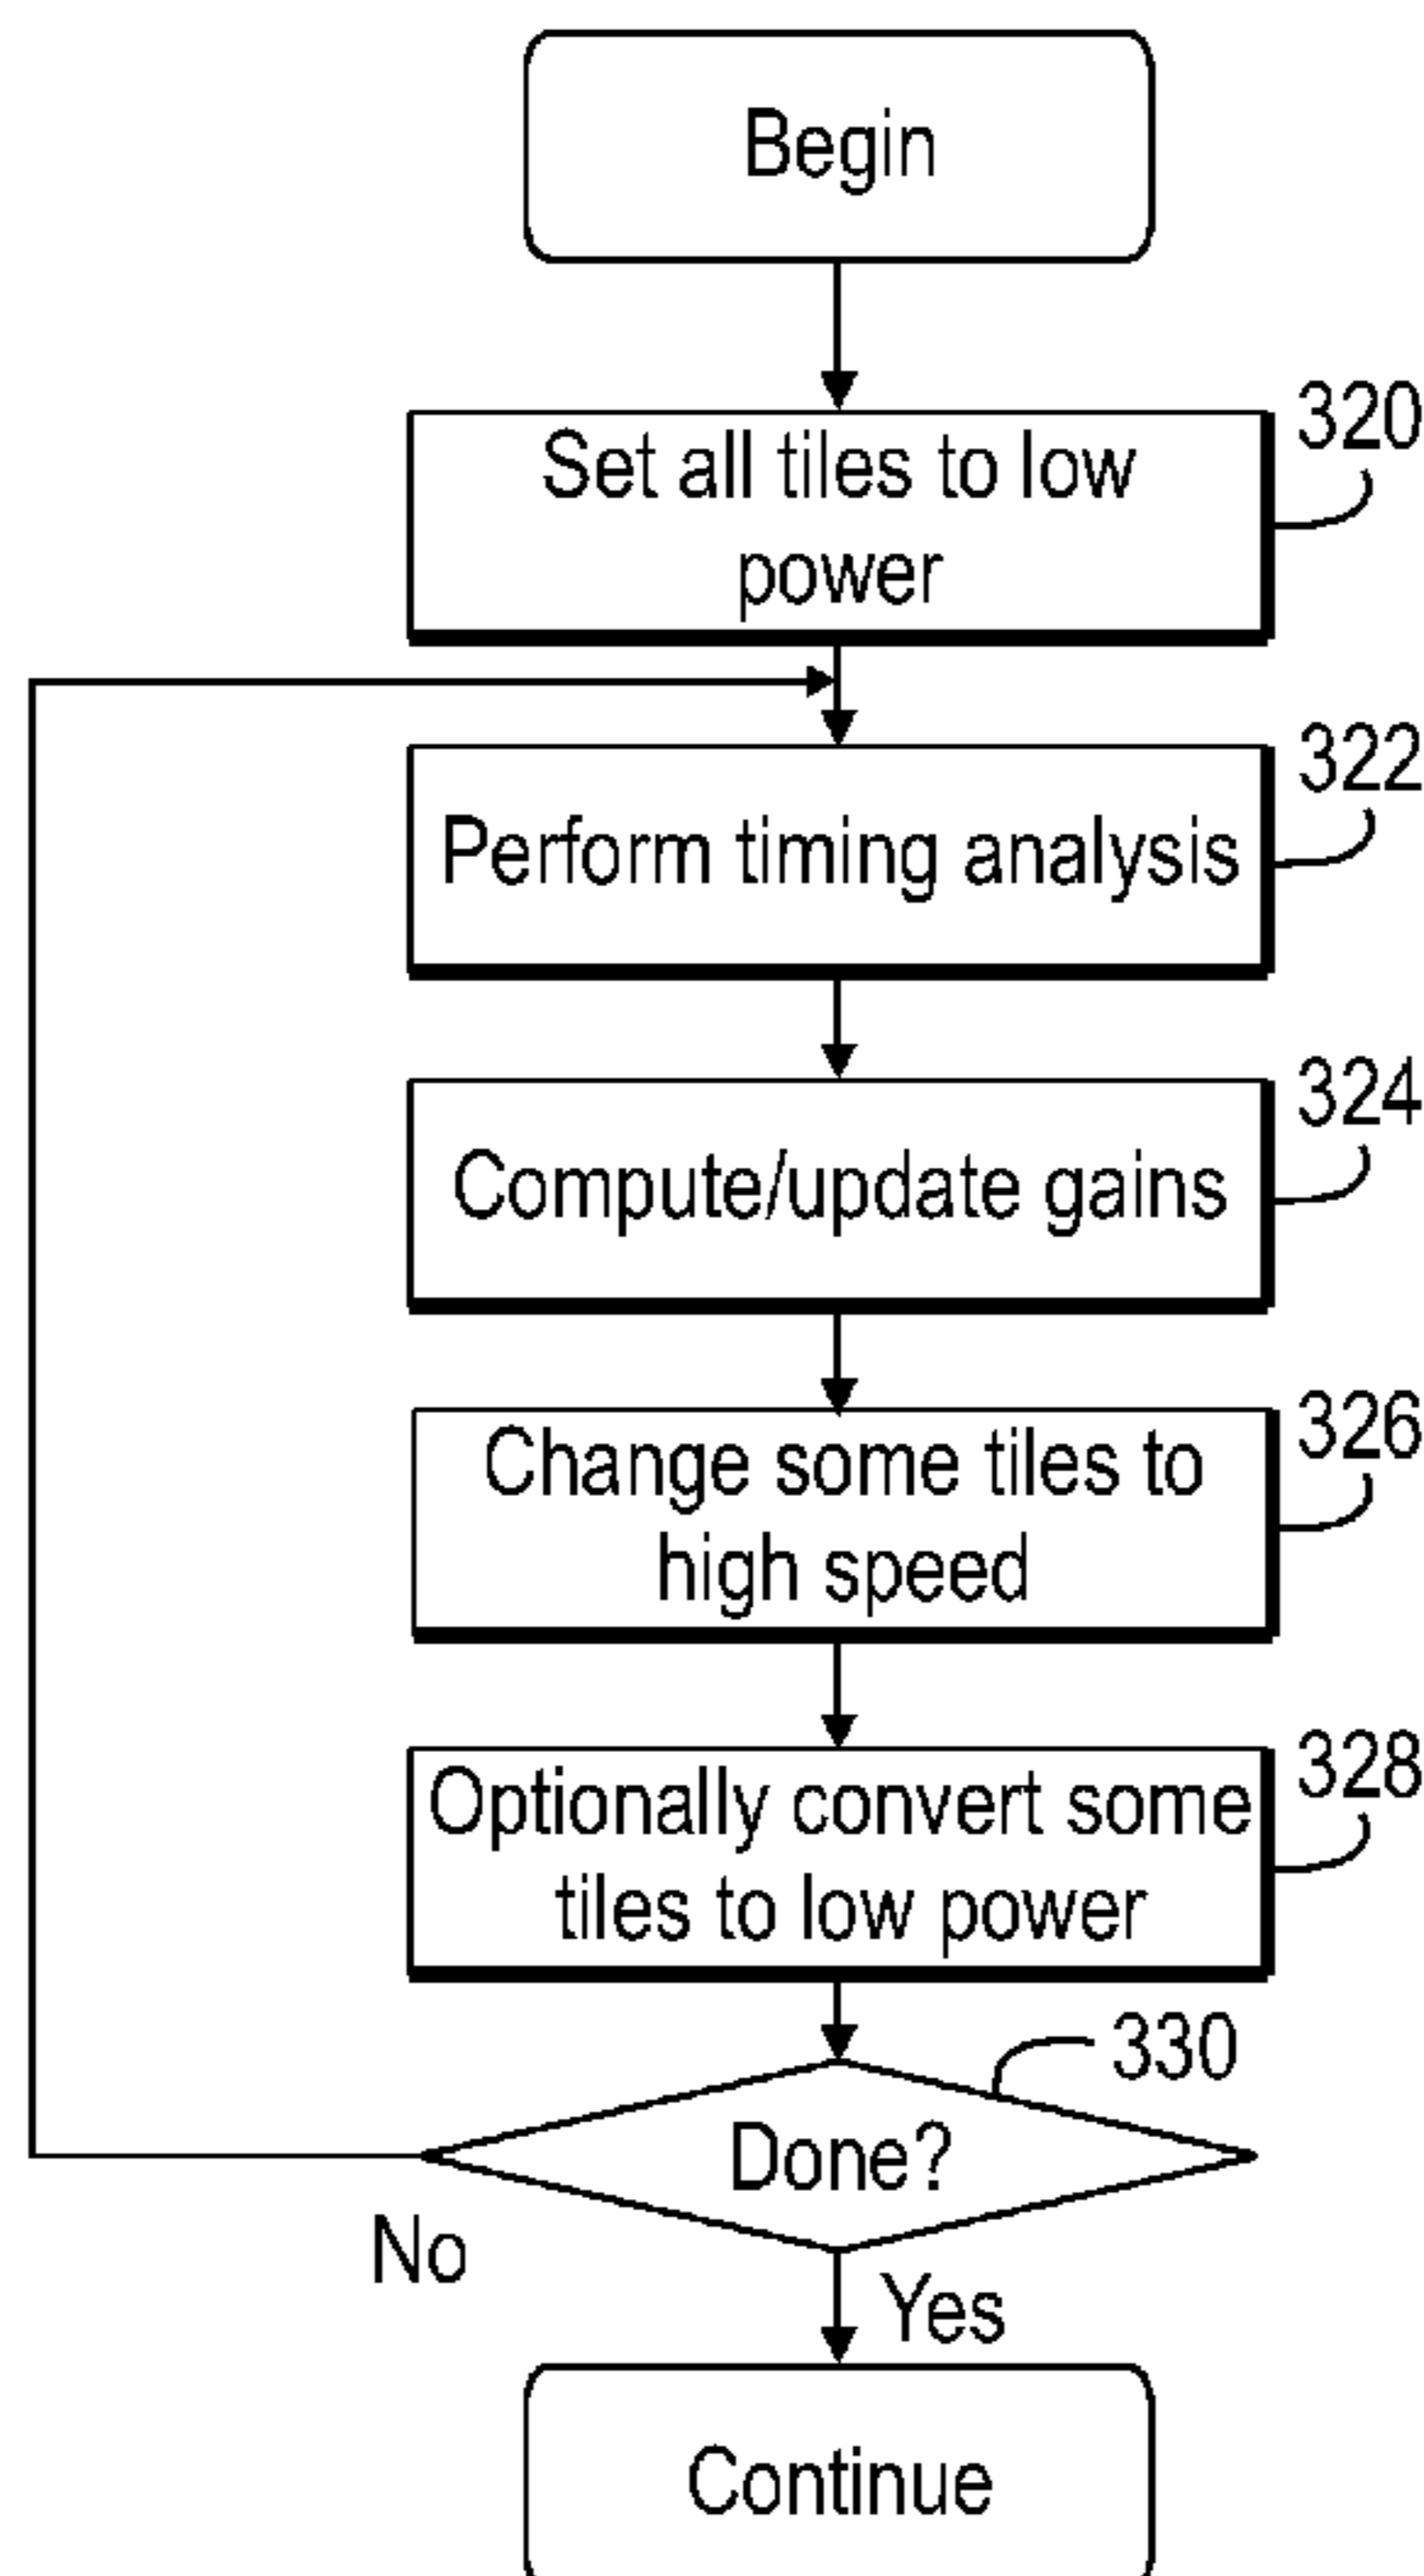 Begin
320
Set all tiles to low
power
322
Perform timing analysis
324
Compute/update gains
326
Change some tiles to
high speed
328
Optionally convert some
tiles to low power
330
Done?
No
Yes
Continue